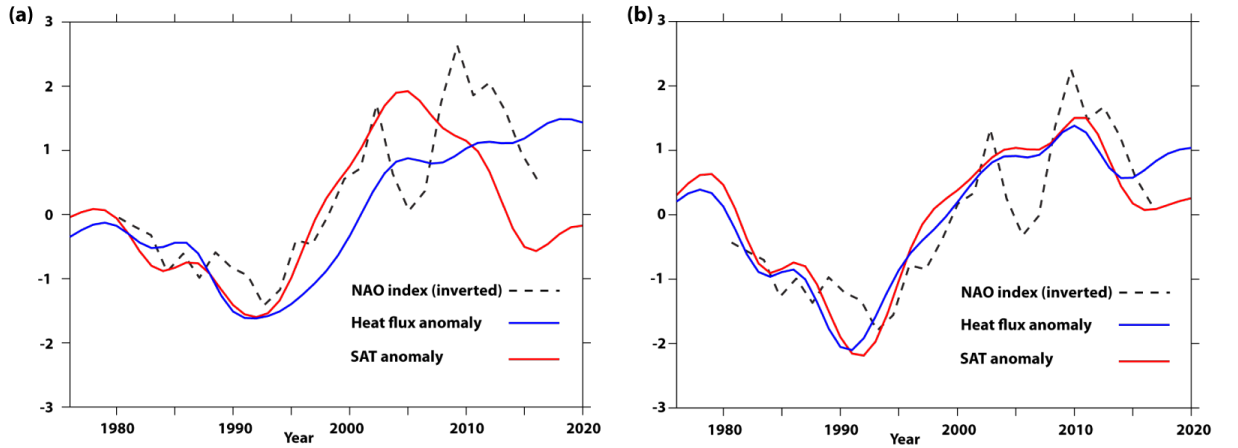 (a)
3
2
1
0
-1
-2
-3
1980
1990
2000
2010
2020
Year
NAO index (inverted)
Heat flux anomaly
SAT anomaly
(b)
3
2
1
0
-1
-2
-3
1980
1990
2000
2010
2020
Year
NAO index (inverted)
Heat flux anomaly
SAT anomaly